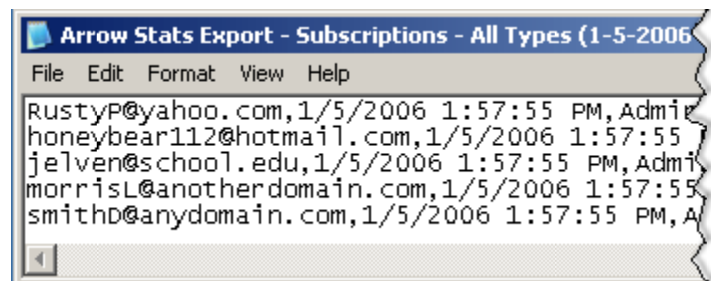 Arrow Stats Export - Subscriptions - All Types (1-5-2006
File Edit Format View Help
RustyP@yahoo.com,1/5/2006 1:57:55 PM,Admin
honeybear112@hotmail.com,1/5/2006 1:57:55
jelven@school.edu,1/5/2006 1:57:55 PM,Admi
morrisL@anotherdomain.com,1/5/2006 1:57:55
smithD@anydomain.com,1/5/2006 1:57:55 PM,A